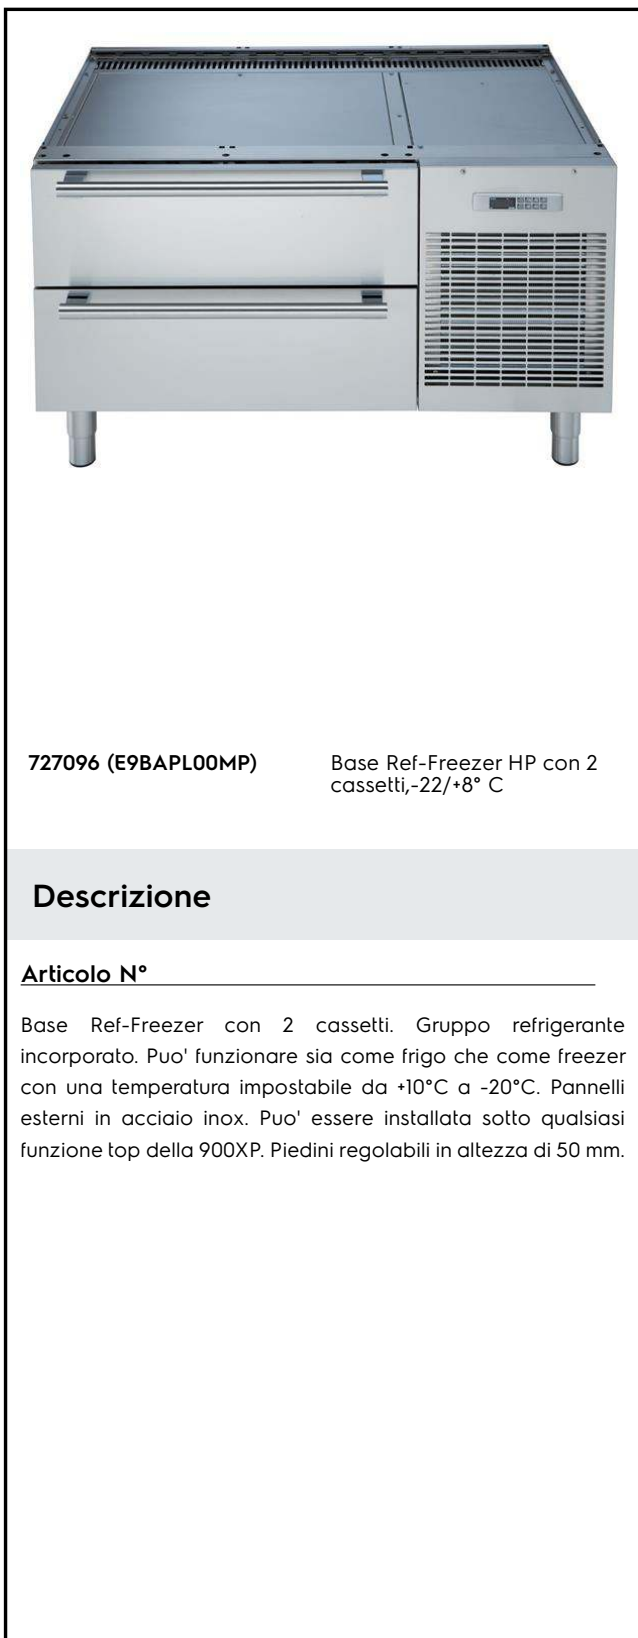 727096 (E9BAPL00MP)
Base Ref-Freezer HP con 2
cassetti,-22/+8° C
Descrizione
Articolo N°
Base Ref-Freezer con 2 cassetti. Gruppo refrigerante
incorporato. Puo' funzionare sia come frigo che come freezer
con una temperatura impostabile da +10°C a -20°C. Pannelli
esterni in acciaio inox. Puo' essere installata sotto qualsiasi
funzione top della 900XP. Piedini regolabili in altezza di 50 mm.